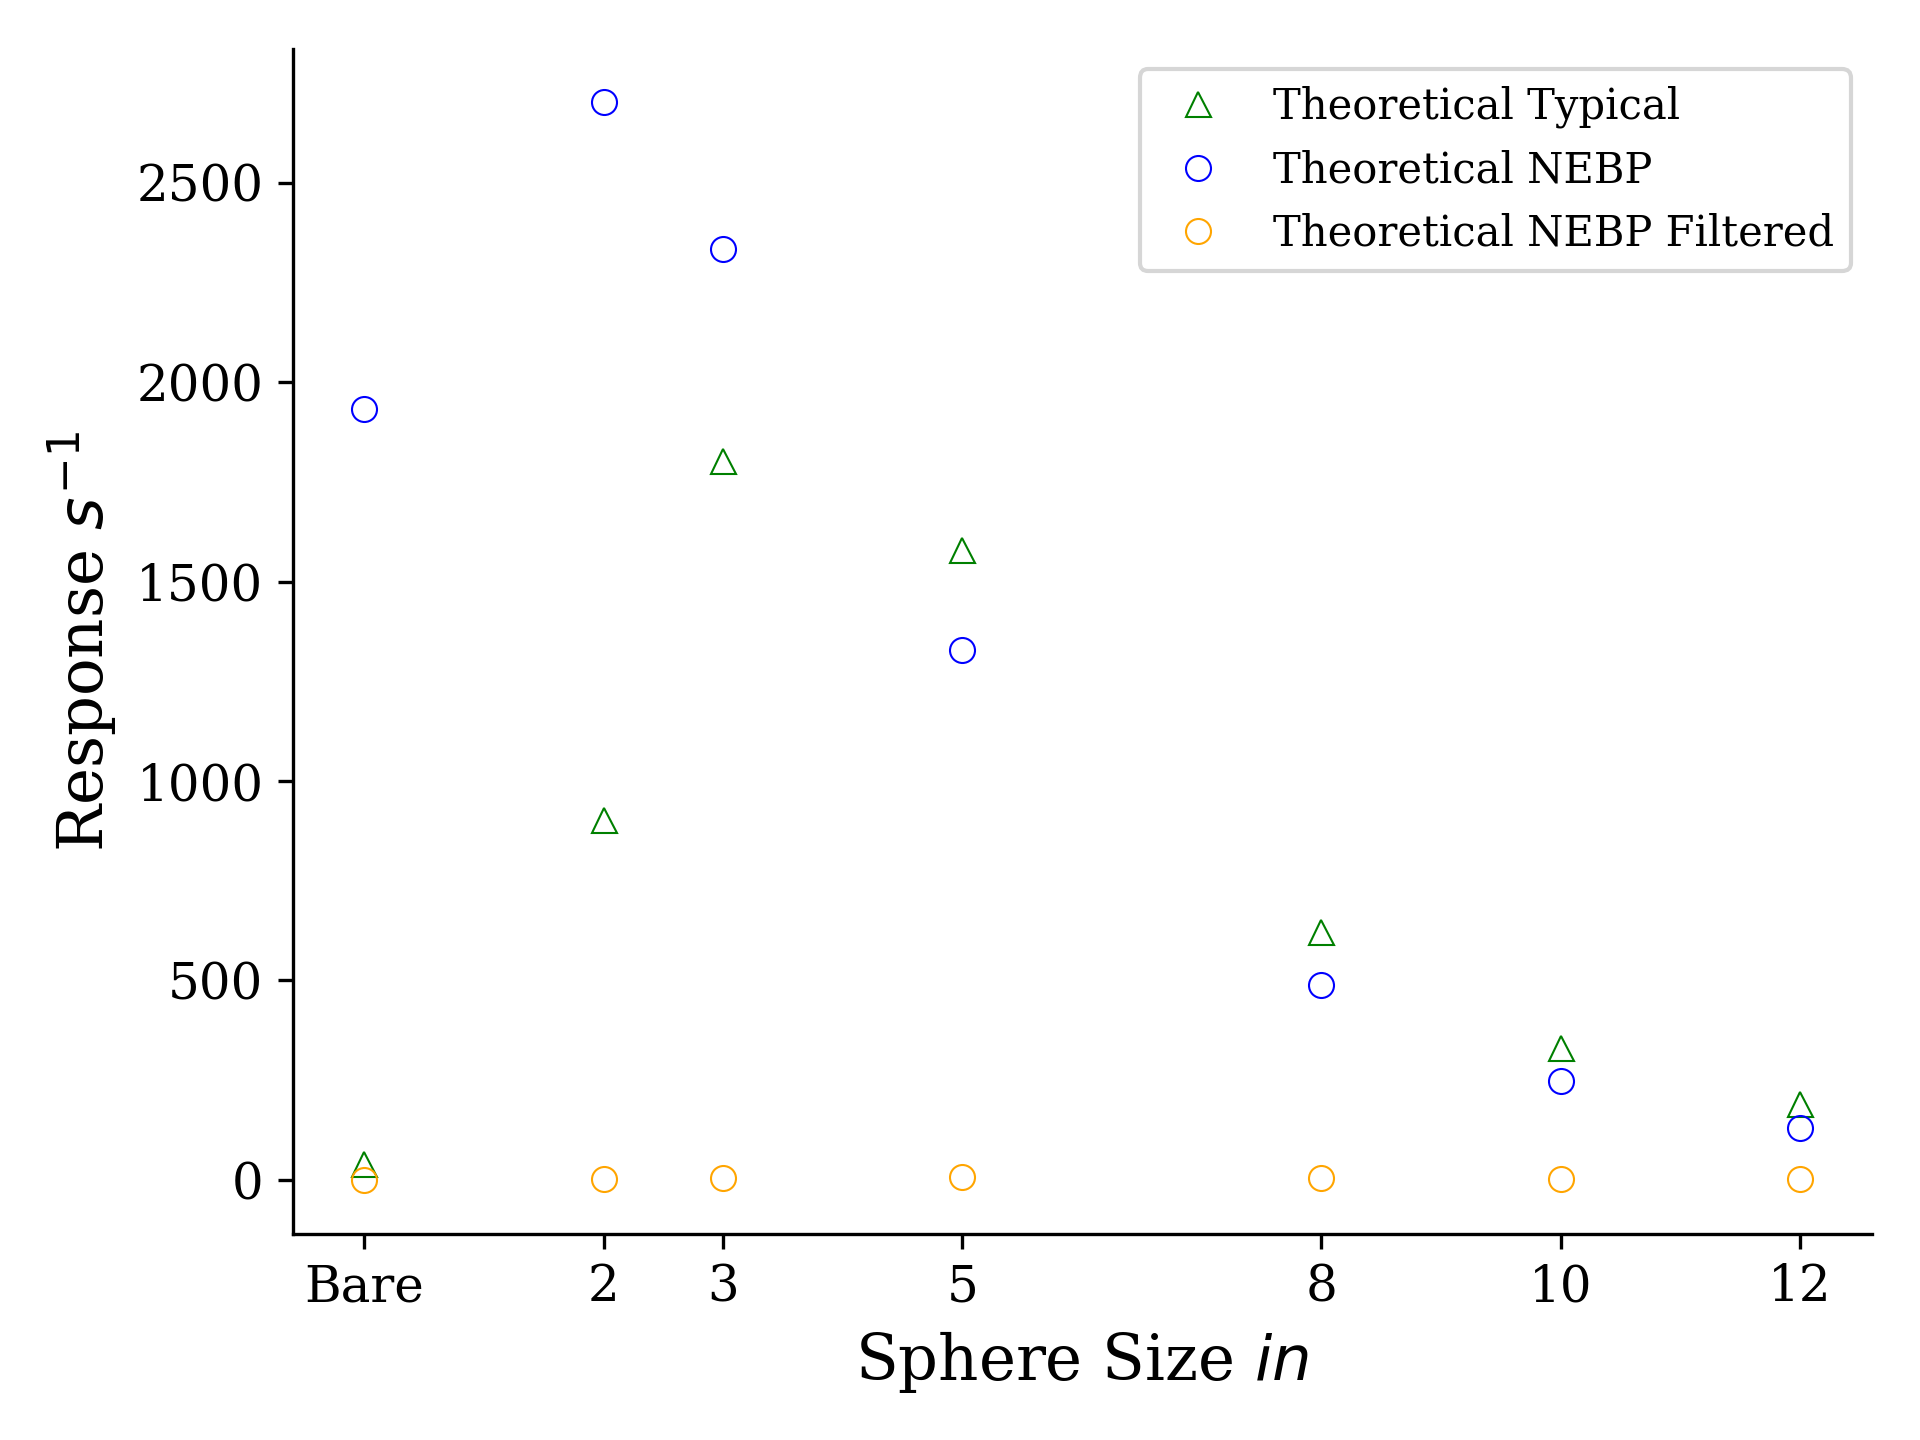 Theoretical Typical
Theoretical NEBP
Theoretical NEBP Filtered
Response s⁻¹
2500
2000
1500
1000
500
0
Bare 2 3 5 8 10 12
Sphere Size in